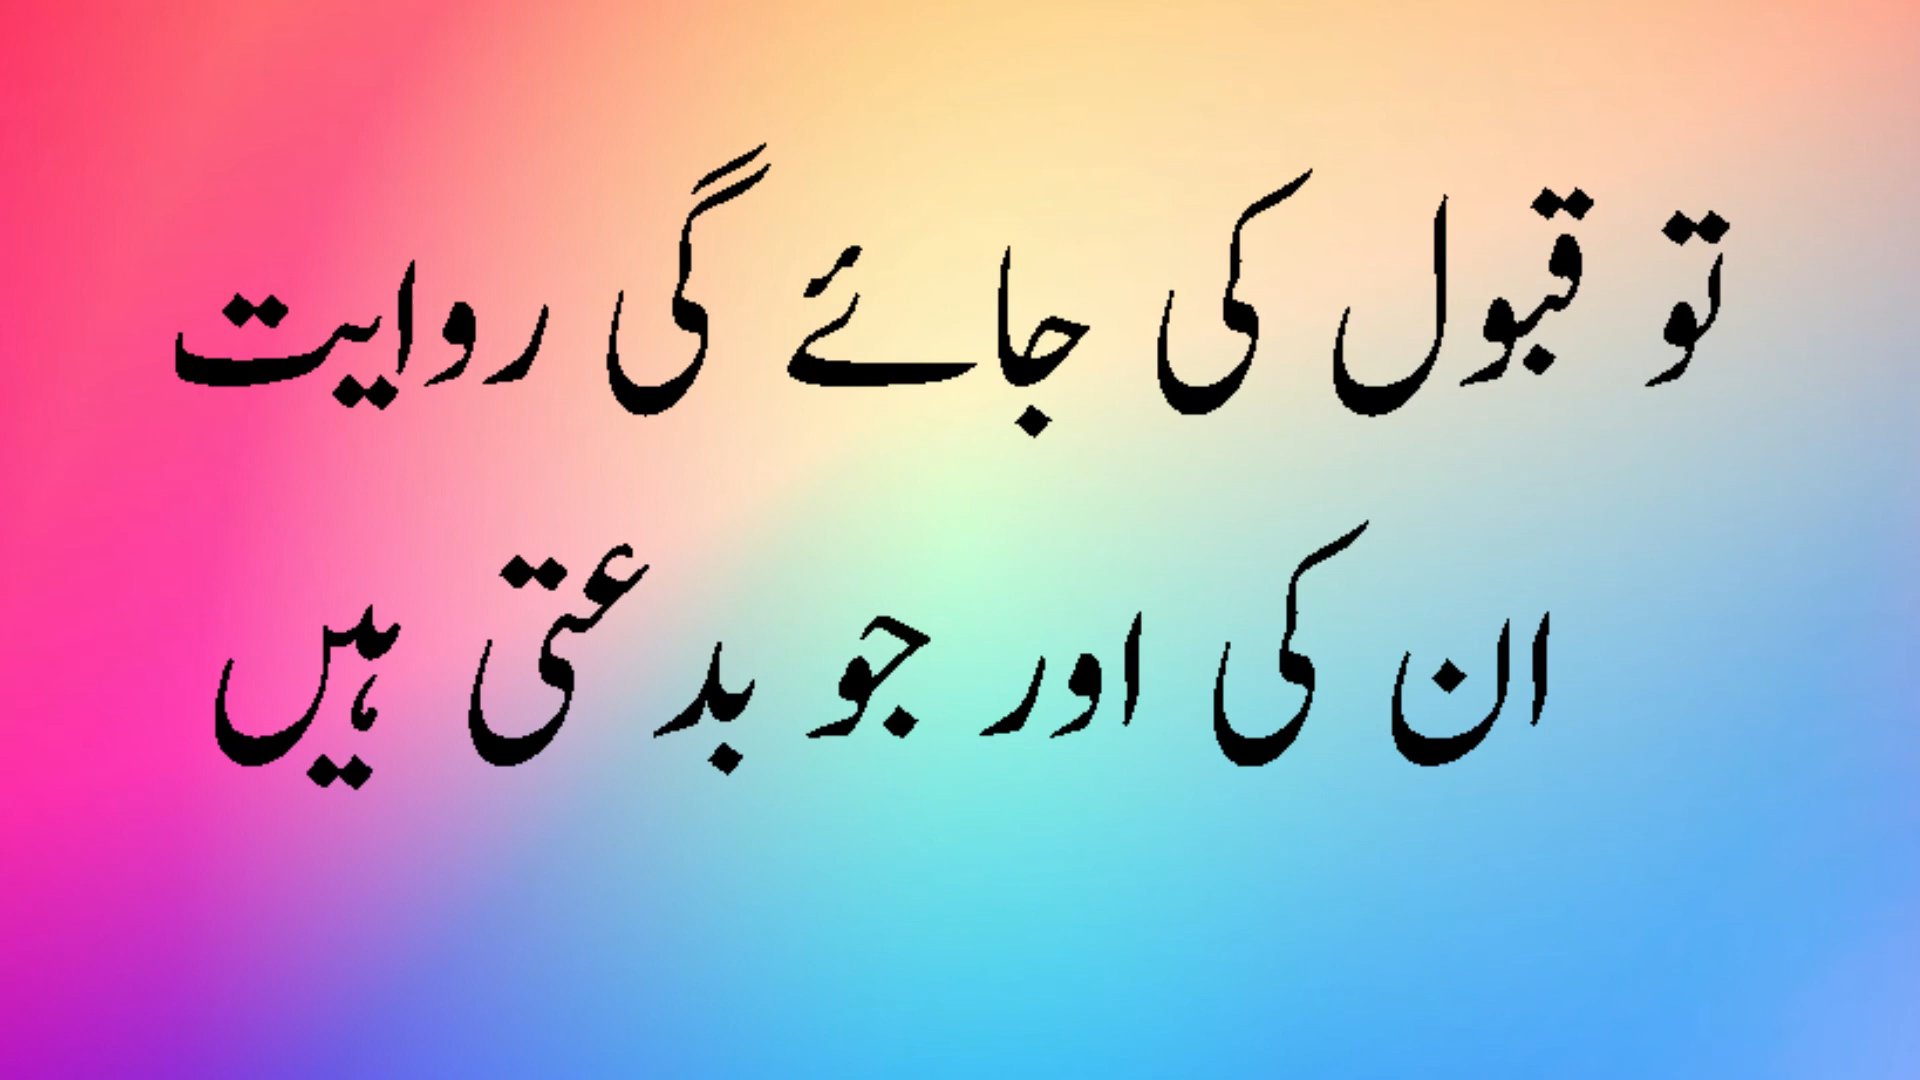 تو قبول کی جائے گی روایت
ان کی اور جو بدعتی ہیں